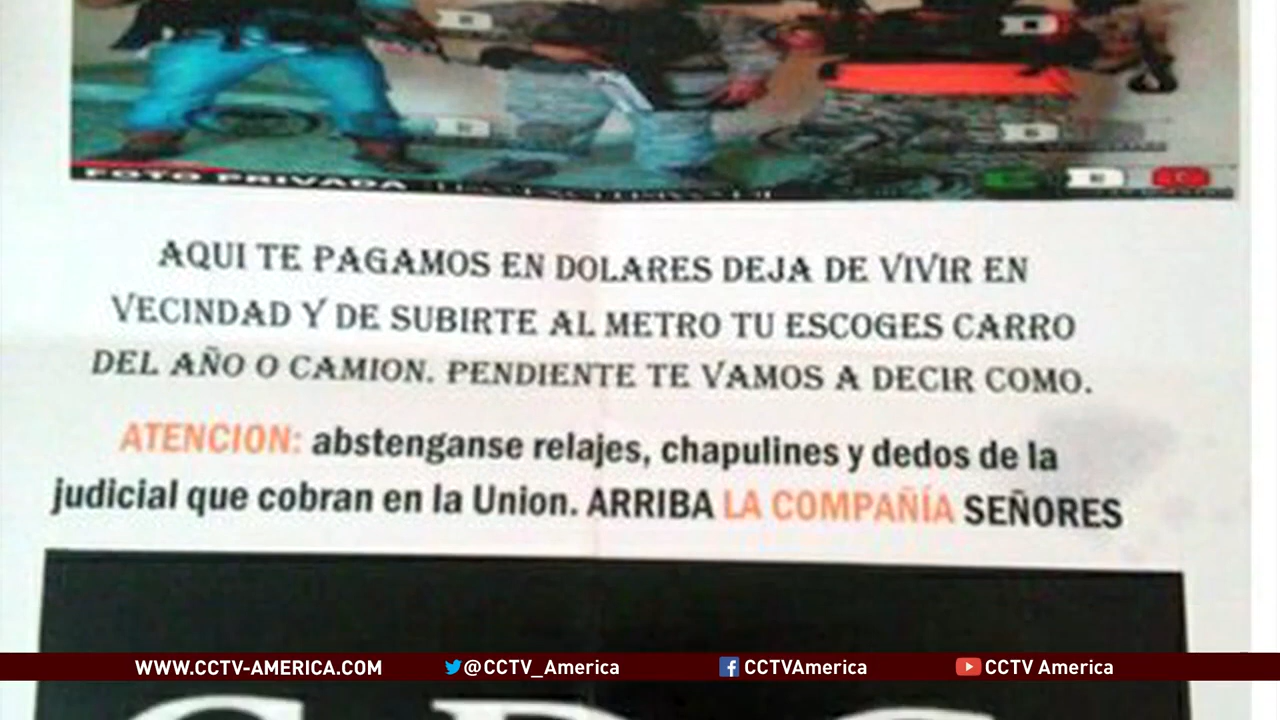 FOTO PRIVADA
AQUI TE PAGAMOS EN DOLARES DEJA DE VIVIR EN
VECINDAD Y DE SUBIRTE AL METRO TU ESCOGES CARRO
DEL AÑO O CAMION. PENDIENTE TE VAMOS A DECIR COMO.
ATENCION: abstenganse relajes, chapulines y dedos de la
judicial que cobran en la Union. ARRIBA LA COMPAÑÍA SEÑORES
WWW.CCTV-AMERICA.COM @CCTV_America CCTVAmerica CCTV America